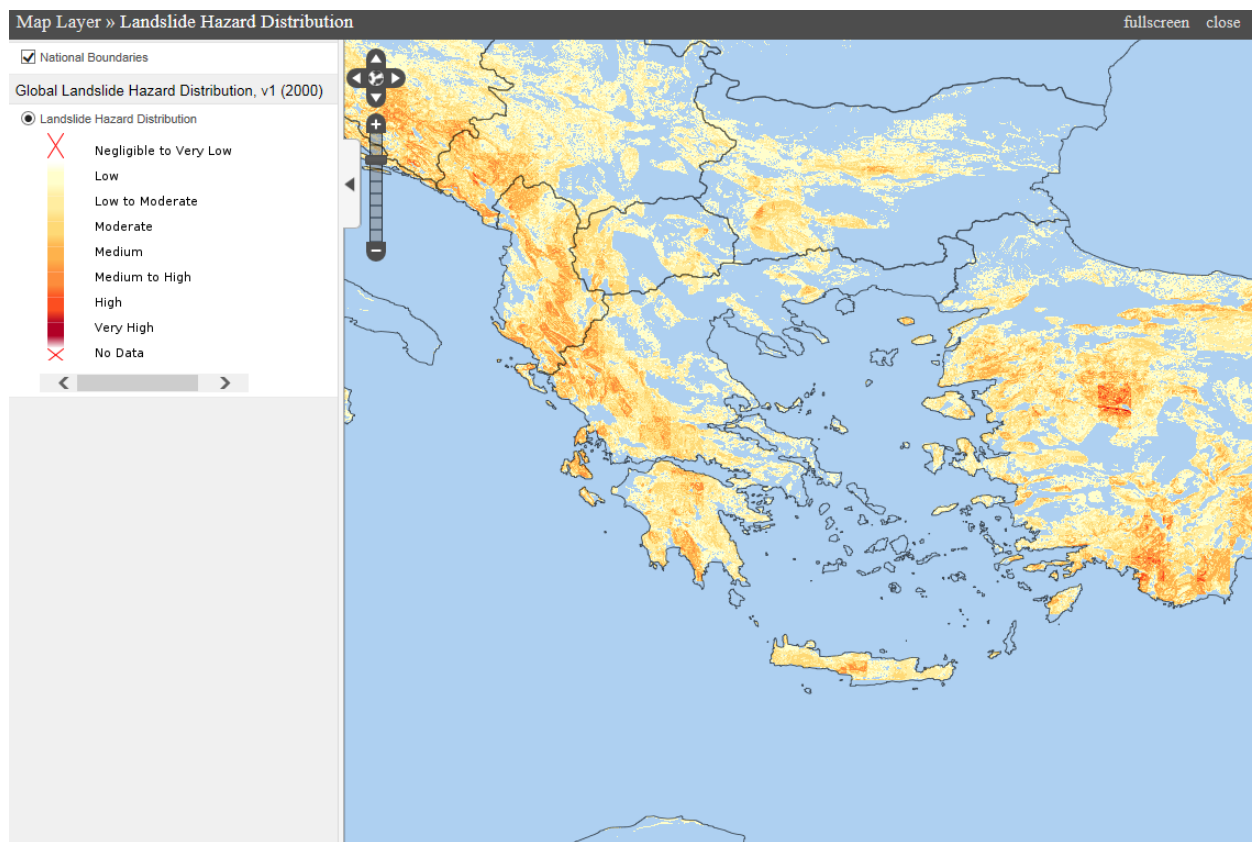 Map Layer » Landslide Hazard Distribution
fullscreen close
National Boundaries
Global Landslide Hazard Distribution, v1 (2000)
Landslide Hazard Distribution
Negligible to Very Low
Low
Low to Moderate
Moderate
Medium
Medium to High
High
Very High
No Data